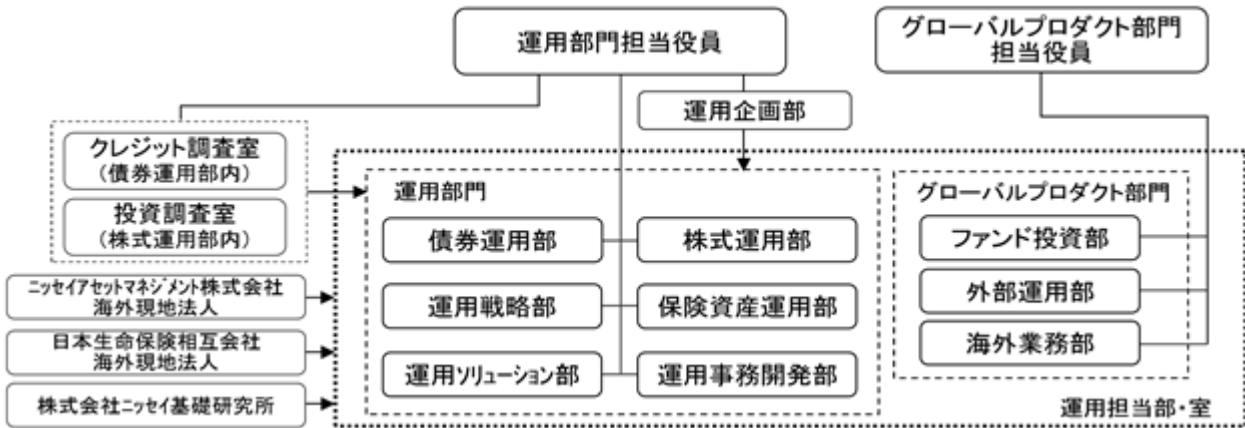 運用部門担当役員
グローバルプロダクト部門
担当役員
運用企画部
クレジット調査室
(債券運用部内)
投資調査室
(株式運用部内)
ニッセイアセットマネジメント株式会社
海外現地法人
日本生命保険相互会社
海外現地法人
株式会社ニッセイ基礎研究所
運用部門
債券運用部
株式運用部
運用戦略部
保険資産運用部
運用ソリューション部
運用事務開発部
グローバルプロダクト部門
ファンド投資部
外部運用部
海外業務部
運用担当部・室